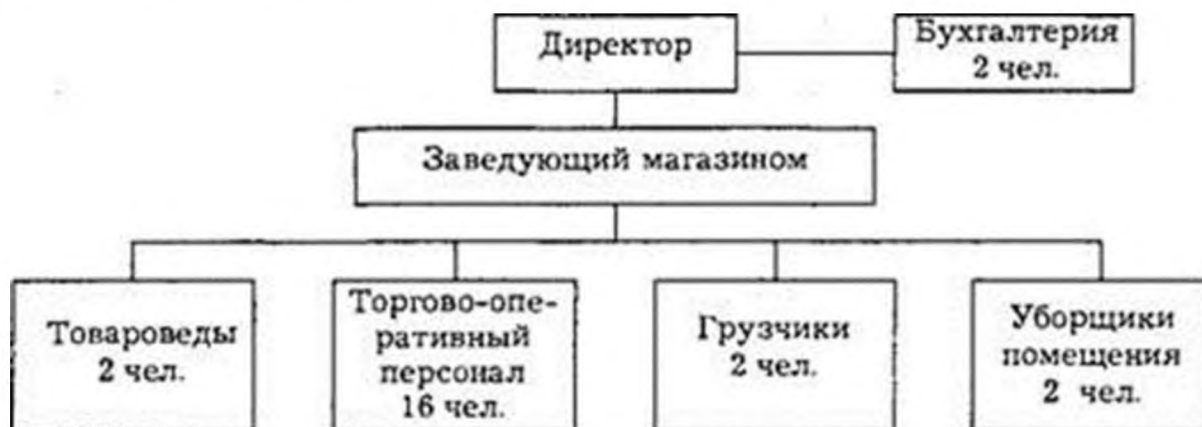 Директор
Бухгалтерия
2 чел.
Заведующий магазином
Товароведы
2 чел.
Торгово-опе-
ративный
персонал
16 чел.
Грузчики
2 чел.
Уборщики
помещения
2 чел.